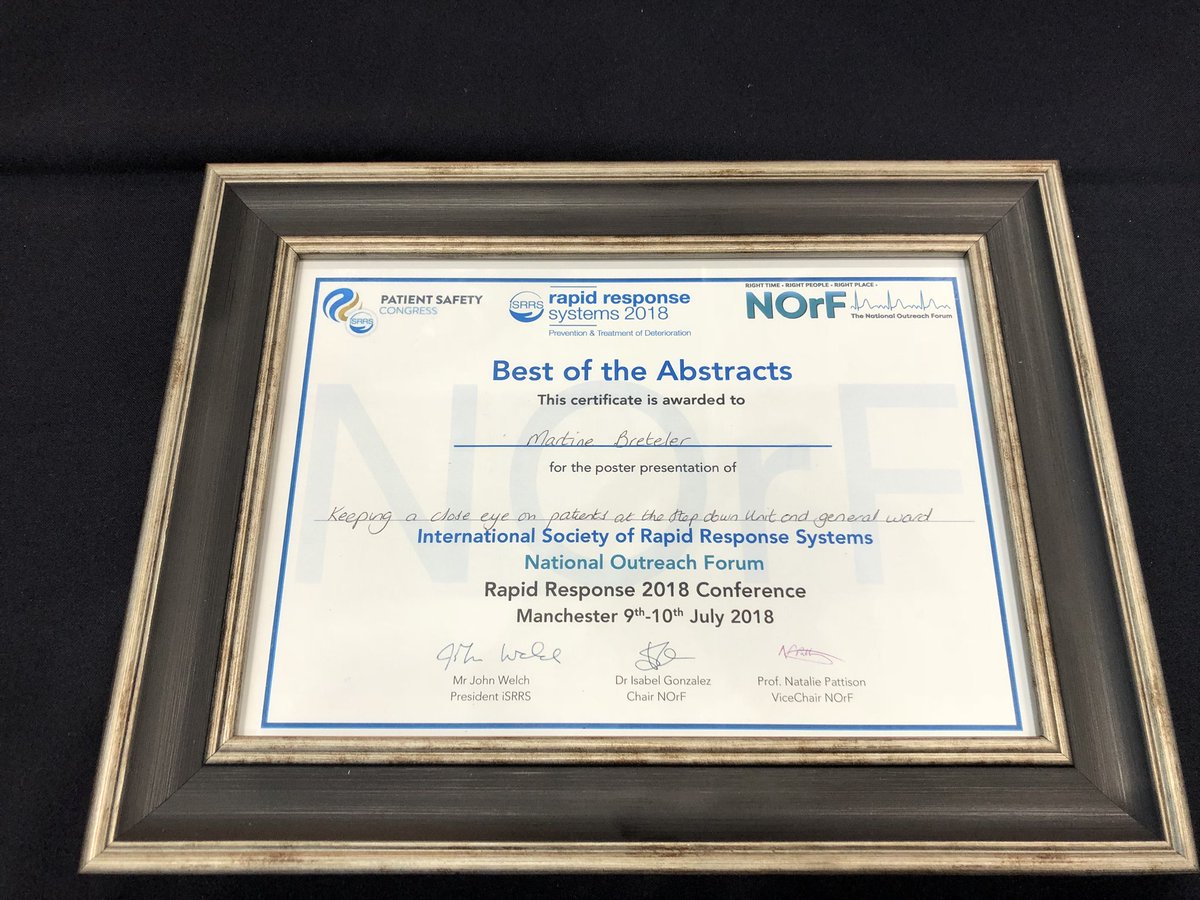 PATIENT SAFETY
CONGRESS
iSRRS
iSRRS
rapid response
systems 2018
Prevention & Treatment of Deterioration
RIGHT TIME • RIGHT PEOPLE • RIGHT PLACE •
NOrF
The National Outreach Forum
Best of the Abstracts
This certificate is awarded to
Martine Breteler
for the poster presentation of
Keeping a close eye on patients at the step down Unit and general ward
International Society of Rapid Response Systems
National Outreach Forum
Rapid Response 2018 Conference
Manchester 9th-10th July 2018
John Welch
Mr John Welch
President iSRRS
Dr Isabel Gonzalez
Chair NOrF
Prof. Natalie Pattison
ViceChair NOrF
NOrF